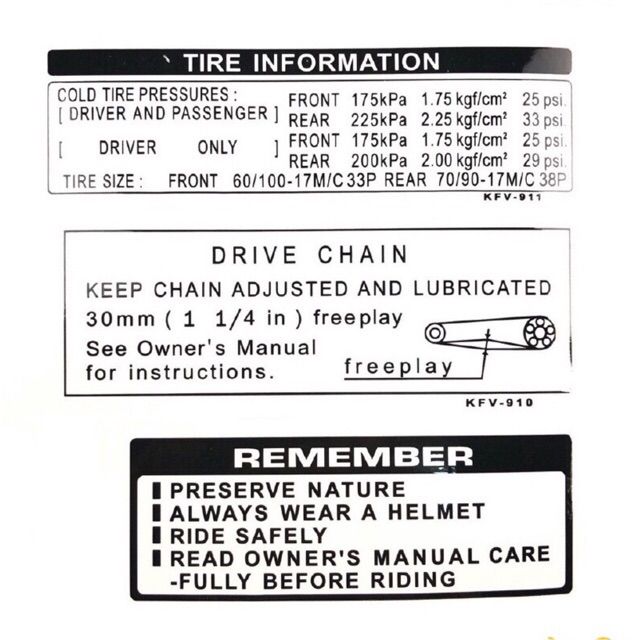 TIRE INFORMATION
COLD TIRE PRESSURES :
[ DRIVER AND PASSENGER ] FRONT 175kPa 1.75 kgf/cm² 25 psi.
REAR 225kPa 2.25 kgf/cm² 33 psi.
[ DRIVER ONLY ] FRONT 175kPa 1.75 kgf/cm² 25 psi.
REAR 200kPa 2.00 kgf/cm² 29 psi.
TIRE SIZE : FRONT 60/100-17M/C 33P REAR 70/90-17M/C 38P
KFV-911
DRIVE CHAIN
KEEP CHAIN ADJUSTED AND LUBRICATED
30mm ( 1 1/4 in ) freeplay
See Owner's Manual
for instructions.
freeplay
KFV-910
REMEMBER
PRESERVE NATURE
ALWAYS WEAR A HELMET
RIDE SAFELY
READ OWNER'S MANUAL CARE
-FULLY BEFORE RIDING